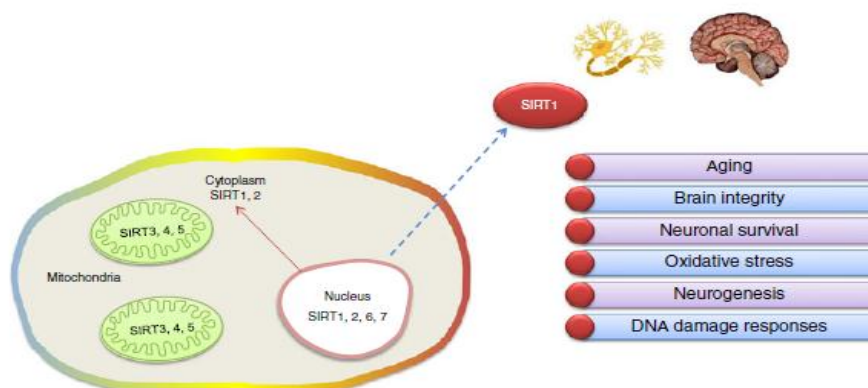 SIRT1
Cytoplasm
SIRT1, 2
SIRT3, 4, 5
Mitochondria
Nucleus
SIRT1, 2, 6, 7
SIRT3, 4, 5
Aging
Brain integrity
Neuronal survival
Oxidative stress
Neurogenesis
DNA damage responses